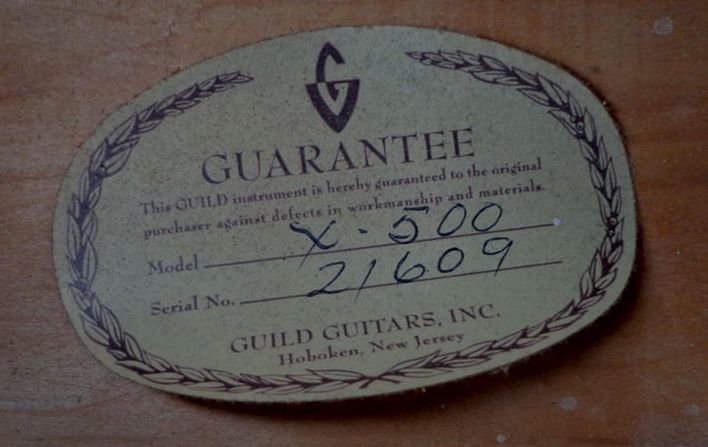 G
GUARANTEE
This GUILD instrument is hereby guaranteed to the original
purchaser against defects in workmanship and materials.
Model X-500
Serial No. 21609
GUILD GUITARS, INC.
Hoboken, New Jersey